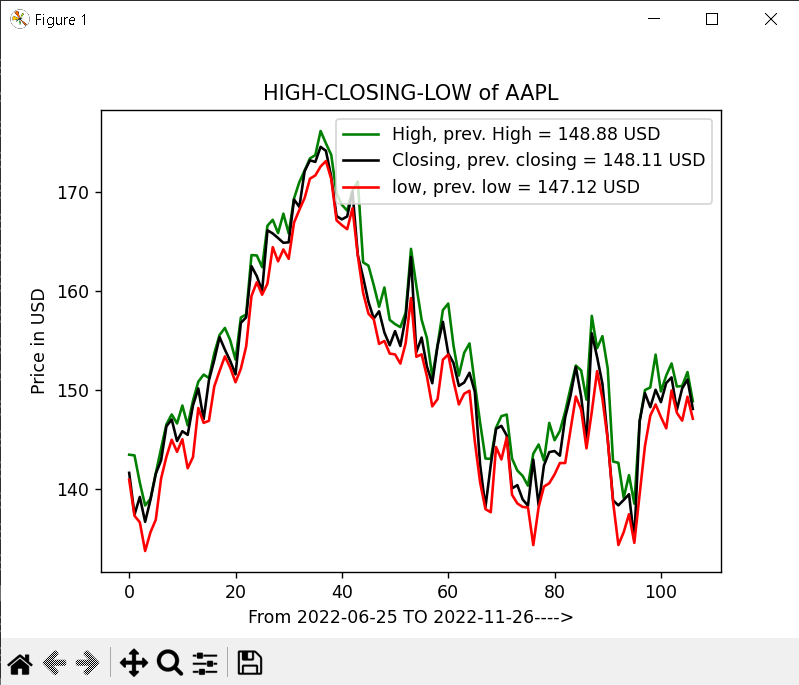 Figure 1
HIGH-CLOSING-LOW of AAPL
High, prev. High = 148.88 USD
Closing, prev. closing = 148.11 USD
low, prev. low = 147.12 USD
Price in USD
170
160
150
140
0 20 40 60 80 100
From 2022-06-25 TO 2022-11-26---->